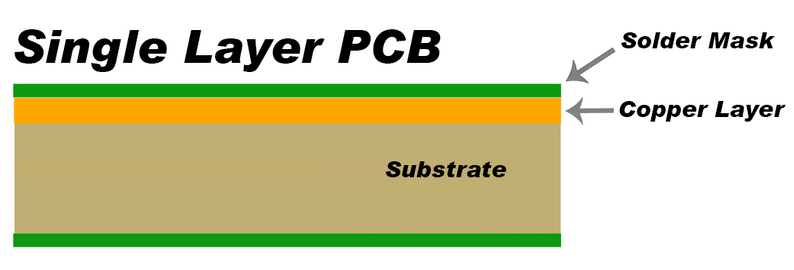 Single Layer PCB
Solder Mask
Copper Layer
Substrate